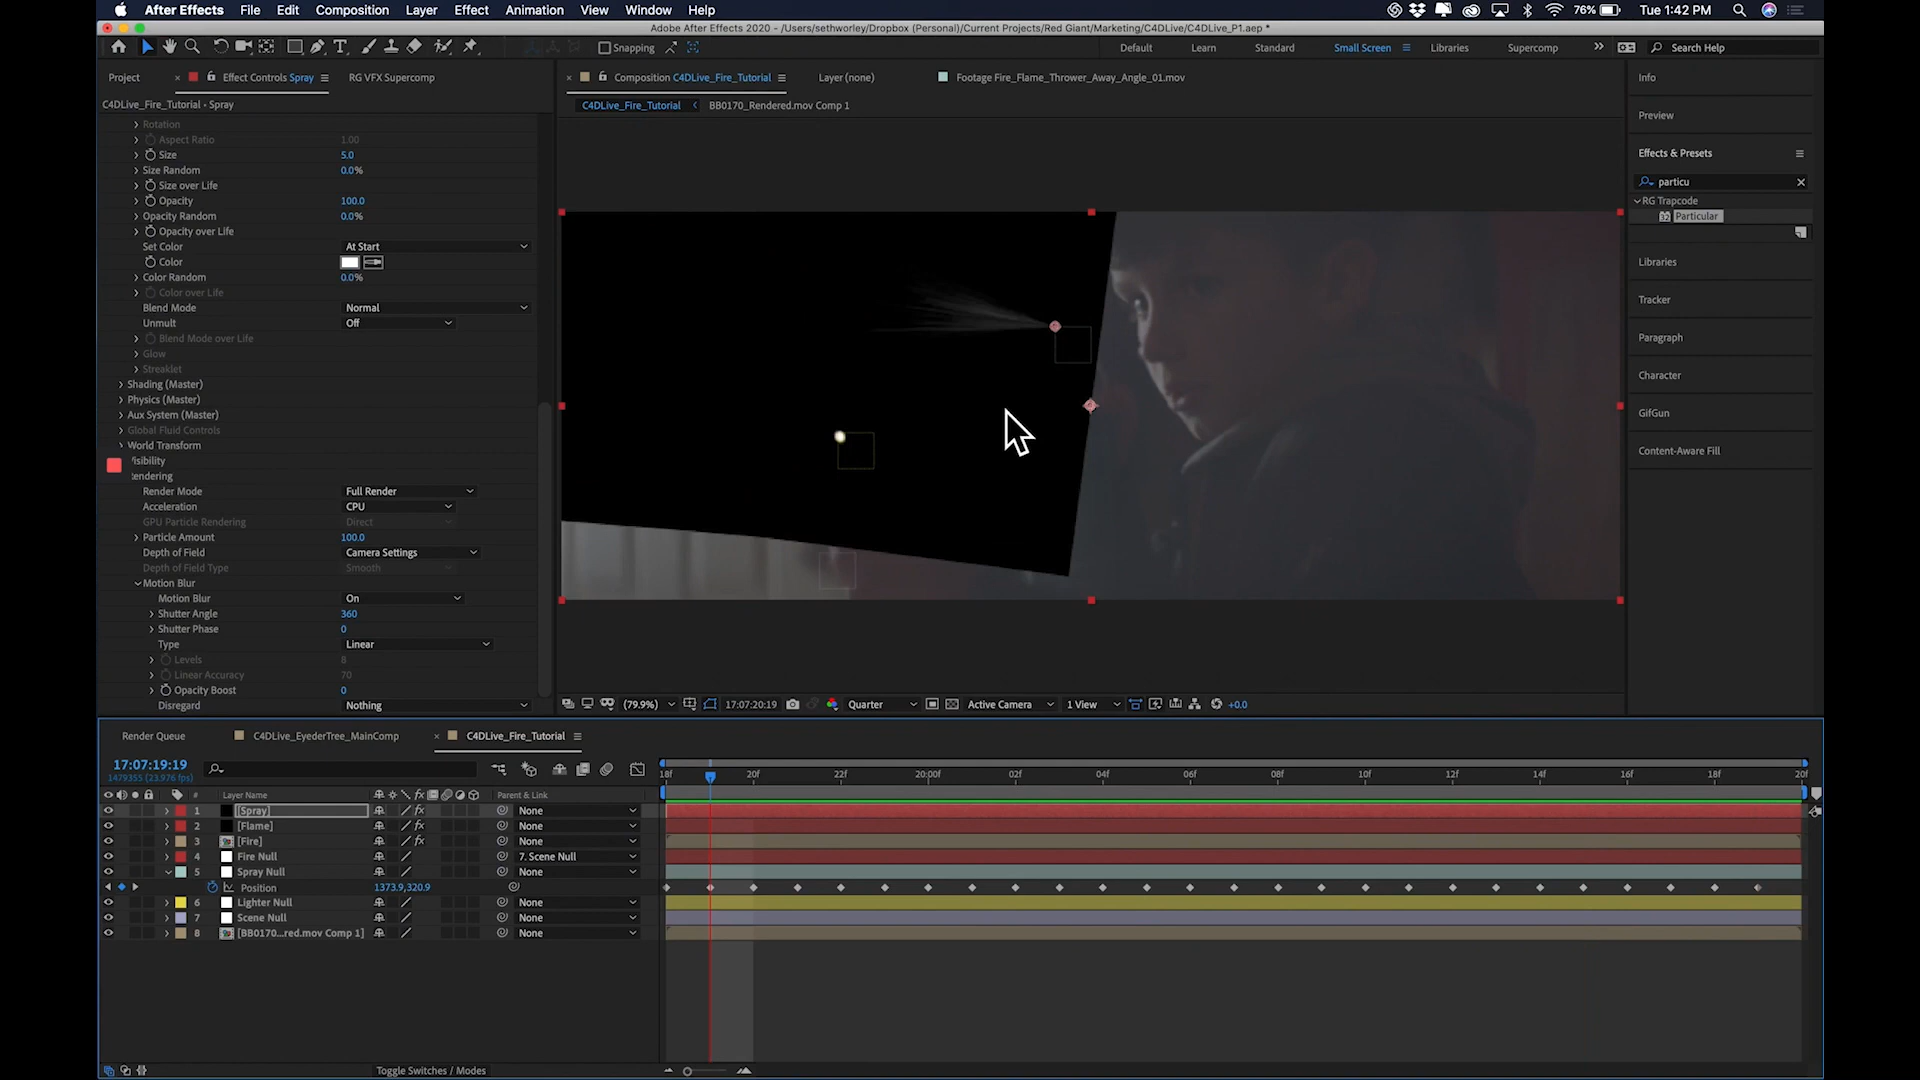 After Effects File Edit Composition Layer Effect Animation View Window Help
76% Tue 1:42 PM
Adobe After Effects 2020 - /Users/sethworley/Dropbox (Personal)/Current Projects/Red Giant/Marketing/C4DLive/C4DLive_P1.aep *
Snapping
Default Learn Standard Small Screen Libraries Supercomp Search Help
Project Effect Controls Spray RG VFX Supercomp
Composition C4DLive_Fire_Tutorial Layer (none) Footage Fire_Flame_Thrower_Away_Angle_01.mov
C4DLive_Fire_Tutorial • Spray
C4DLive_Fire_Tutorial BB0170_Rendered.mov Comp 1
Rotation
Aspect Ratio 1.00
Size 5.0
Size Random 0.0%
Size over Life
Opacity 100.0
Opacity Random 0.0%
Opacity over Life
Set Color At Start
Color
Color Random 0.0%
Color over Life
Blend Mode Normal
Unmult Off
Blend Mode over Life
Glow
Streaklet
Shading (Master)
Physics (Master)
Aux System (Master)
Global Fluid Controls
World Transform
isibility
endering
Render Mode Full Render
Acceleration CPU
GPU Particle Rendering Direct
Particle Amount 100.0
Depth of Field Camera Settings
Depth of Field Type Smooth
Motion Blur
Motion Blur On
Shutter Angle 360
Shutter Phase 0
Type Linear
Levels 8
Linear Accuracy 70
Opacity Boost 0
Disregard Nothing
(79.9%) 17:07:20:19 Quarter Active Camera 1 View +0.0
Info
Preview
Effects & Presets
particu
RG Trapcode
32 Particular
Libraries
Tracker
Paragraph
Character
GifGun
Content-Aware Fill
Render Queue C4DLive_EyederTree_MainComp C4DLive_Fire_Tutorial
17:07:19:19
1479355 (23.976 fps)
18f 20f 22f 20:00f 02f 04f 06f 08f 10f 12f 14f 16f 18f 20f
# Layer Name fx Parent & Link
1 [Spray] fx None
2 [Flame] fx None
3 [Fire] fx None
4 Fire Null 7. Scene Null
5 Spray Null None
Position 1373.9,320.9
6 Lighter Null None
7 Scene Null None
8 [BB0170...red.mov Comp 1] None
Toggle Switches / Modes